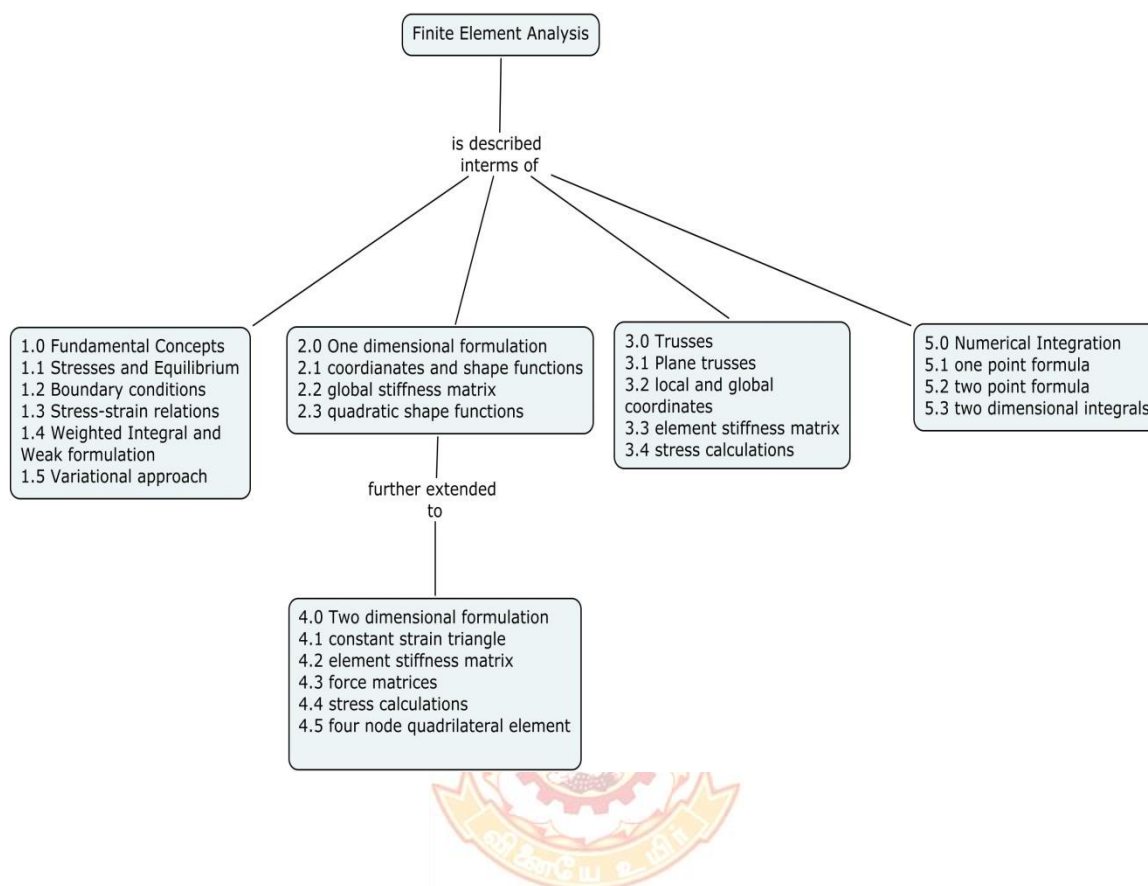 Finite Element Analysis
is described
interms of
1.0 Fundamental Concepts
1.1 Stresses and Equilibrium
1.2 Boundary conditions
1.3 Stress-strain relations
1.4 Weighted Integral and
Weak formulation
1.5 Variational approach
2.0 One dimensional formulation
2.1 coordianates and shape functions
2.2 global stiffness matrix
2.3 quadratic shape functions
3.0 Trusses
3.1 Plane trusses
3.2 local and global
coordinates
3.3 element stiffness matrix
3.4 stress calculations
5.0 Numerical Integration
5.1 one point formula
5.2 two point formula
5.3 two dimensional integrals
further extended
to
4.0 Two dimensional formulation
4.1 constant strain triangle
4.2 element stiffness matrix
4.3 force matrices
4.4 stress calculations
4.5 four node quadrilateral element
வினையே உயிர்